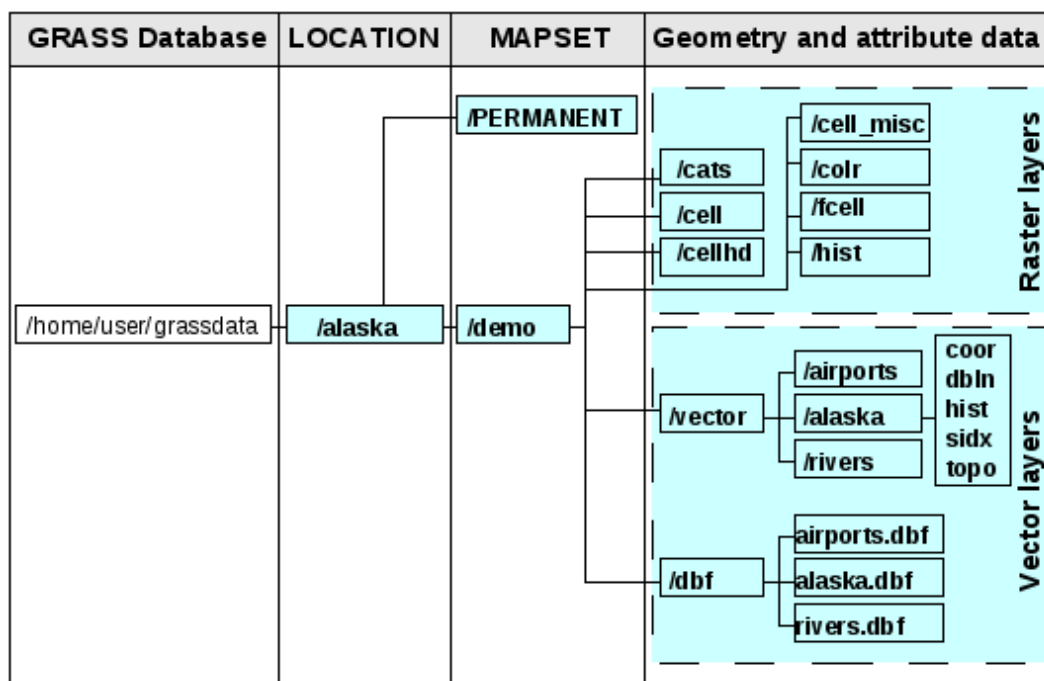 GRASS Database
LOCATION
MAPSET
Geometry and attribute data
/home/user/grassdata
/alaska
/PERMANENT
/demo
/cats
/cell
/cellhd
/cell_misc
/colr
/fcell
/hist
Raster layers
/vector
/airports
/alaska
/rivers
coor
dbln
hist
sidx
topo
/dbf
airports.dbf
alaska.dbf
rivers.dbf
Vector layers